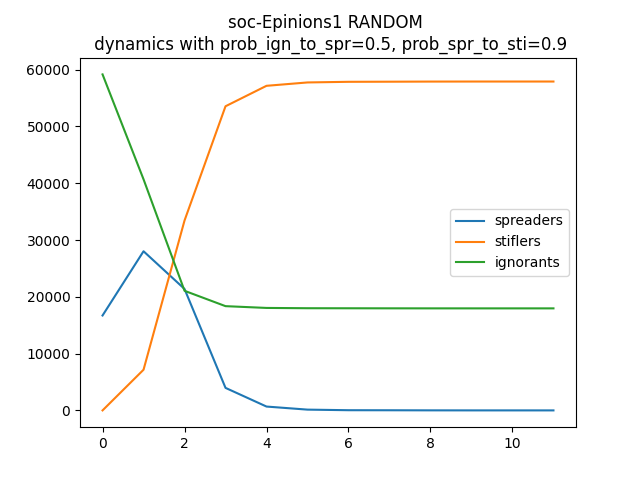 soc-Epinions1 RANDOM
dynamics with prob_ign_to_spr=0.5, prob_spr_to_sti=0.9
60000
50000
40000
30000
20000
10000
0
spreaders
stiflers
ignorants
0 2 4 6 8 10